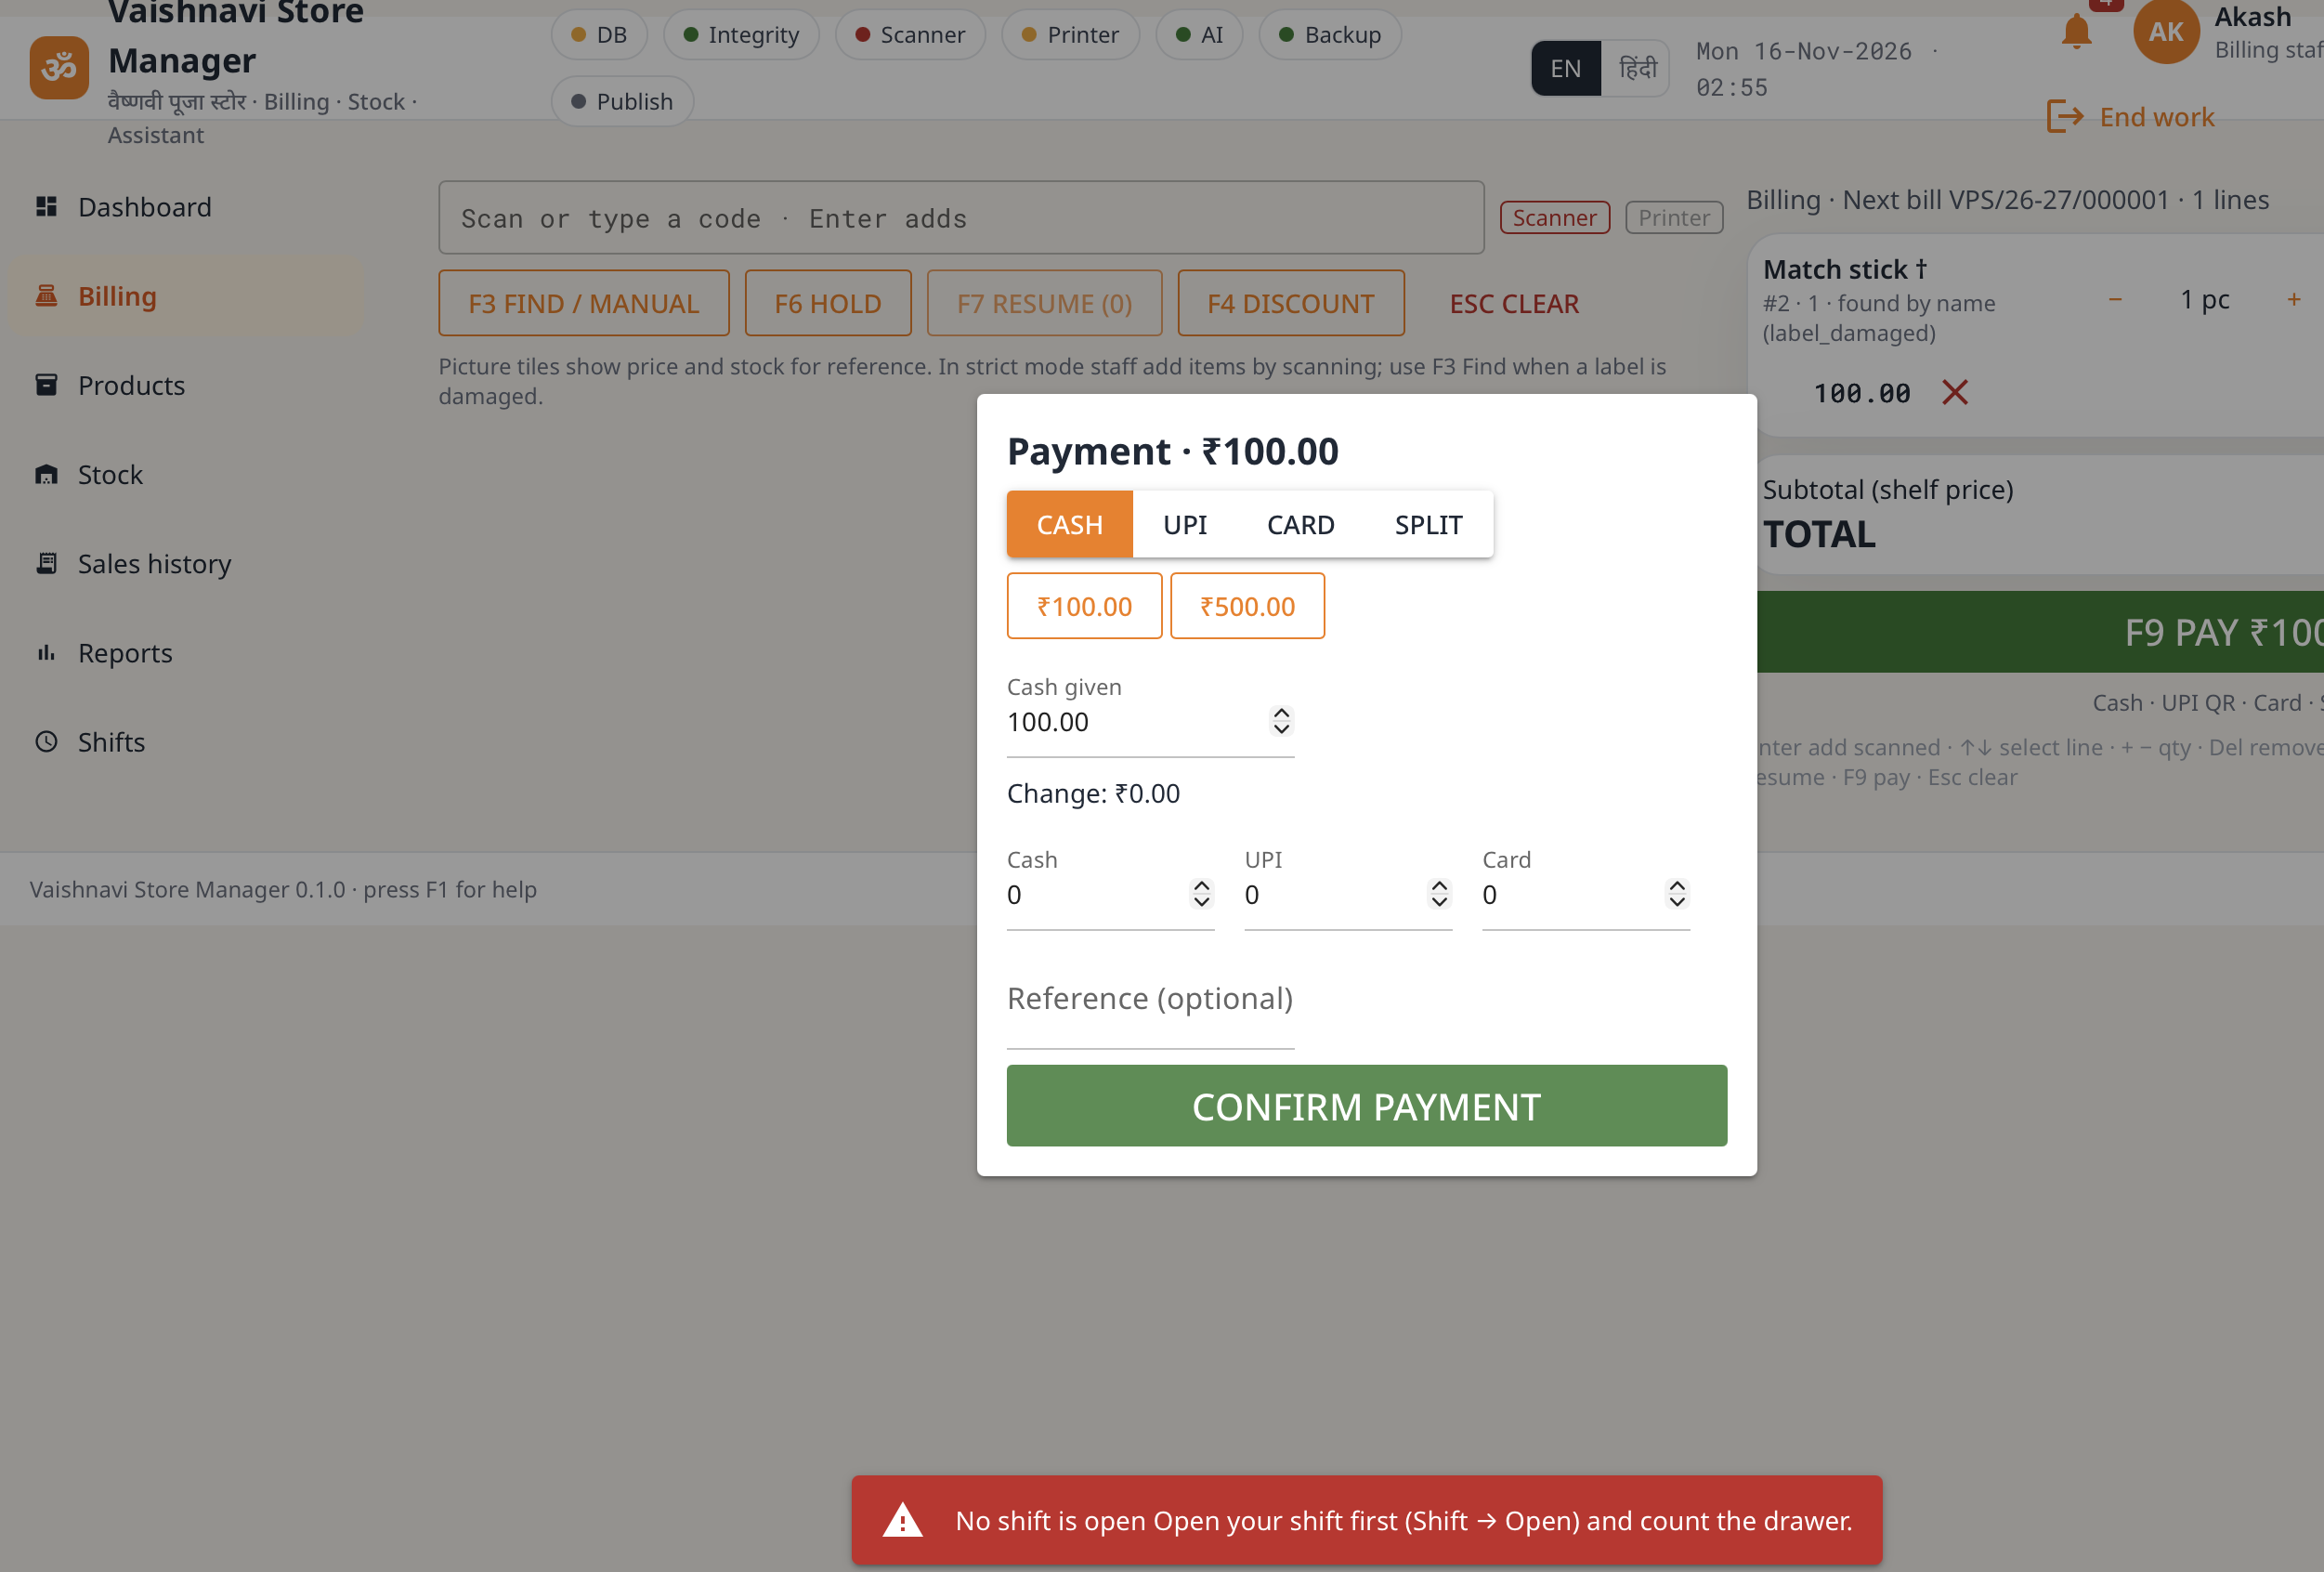 Vaishnavi Store
Manager
वैष्णवी पूजा स्टोर · Billing · Stock ·
Assistant
ॐ
DB
Integrity
Scanner
Printer
AI
Backup
Publish
EN
हिंदी
Mon 16-Nov-2026 ·
02:55
4
AK
Akash
Billing staf
End work
Dashboard
Billing
Products
Stock
Sales history
Reports
Shifts
Scan or type a code · Enter adds
Scanner
Printer
F3 FIND / MANUAL
F6 HOLD
F7 RESUME (0)
F4 DISCOUNT
ESC CLEAR
Picture tiles show price and stock for reference. In strict mode staff add items by scanning; use F3 Find when a label is
damaged.
Billing · Next bill VPS/26-27/000001 · 1 lines
Match stick †
#2 · 1 · found by name
(label_damaged)
− 1 pc +
100.00
Subtotal (shelf price)
TOTAL
F9 PAY ₹100
Cash · UPI QR · Card ·
nter add scanned · ↑↓ select line · + − qty · Del remove
esume · F9 pay · Esc clear
Payment · ₹100.00
CASH
UPI
CARD
SPLIT
₹100.00
₹500.00
Cash given
100.00
Change: ₹0.00
Cash
0
UPI
0
Card
0
Reference (optional)
CONFIRM PAYMENT
Vaishnavi Store Manager 0.1.0 · press F1 for help
No shift is open Open your shift first (Shift → Open) and count the drawer.